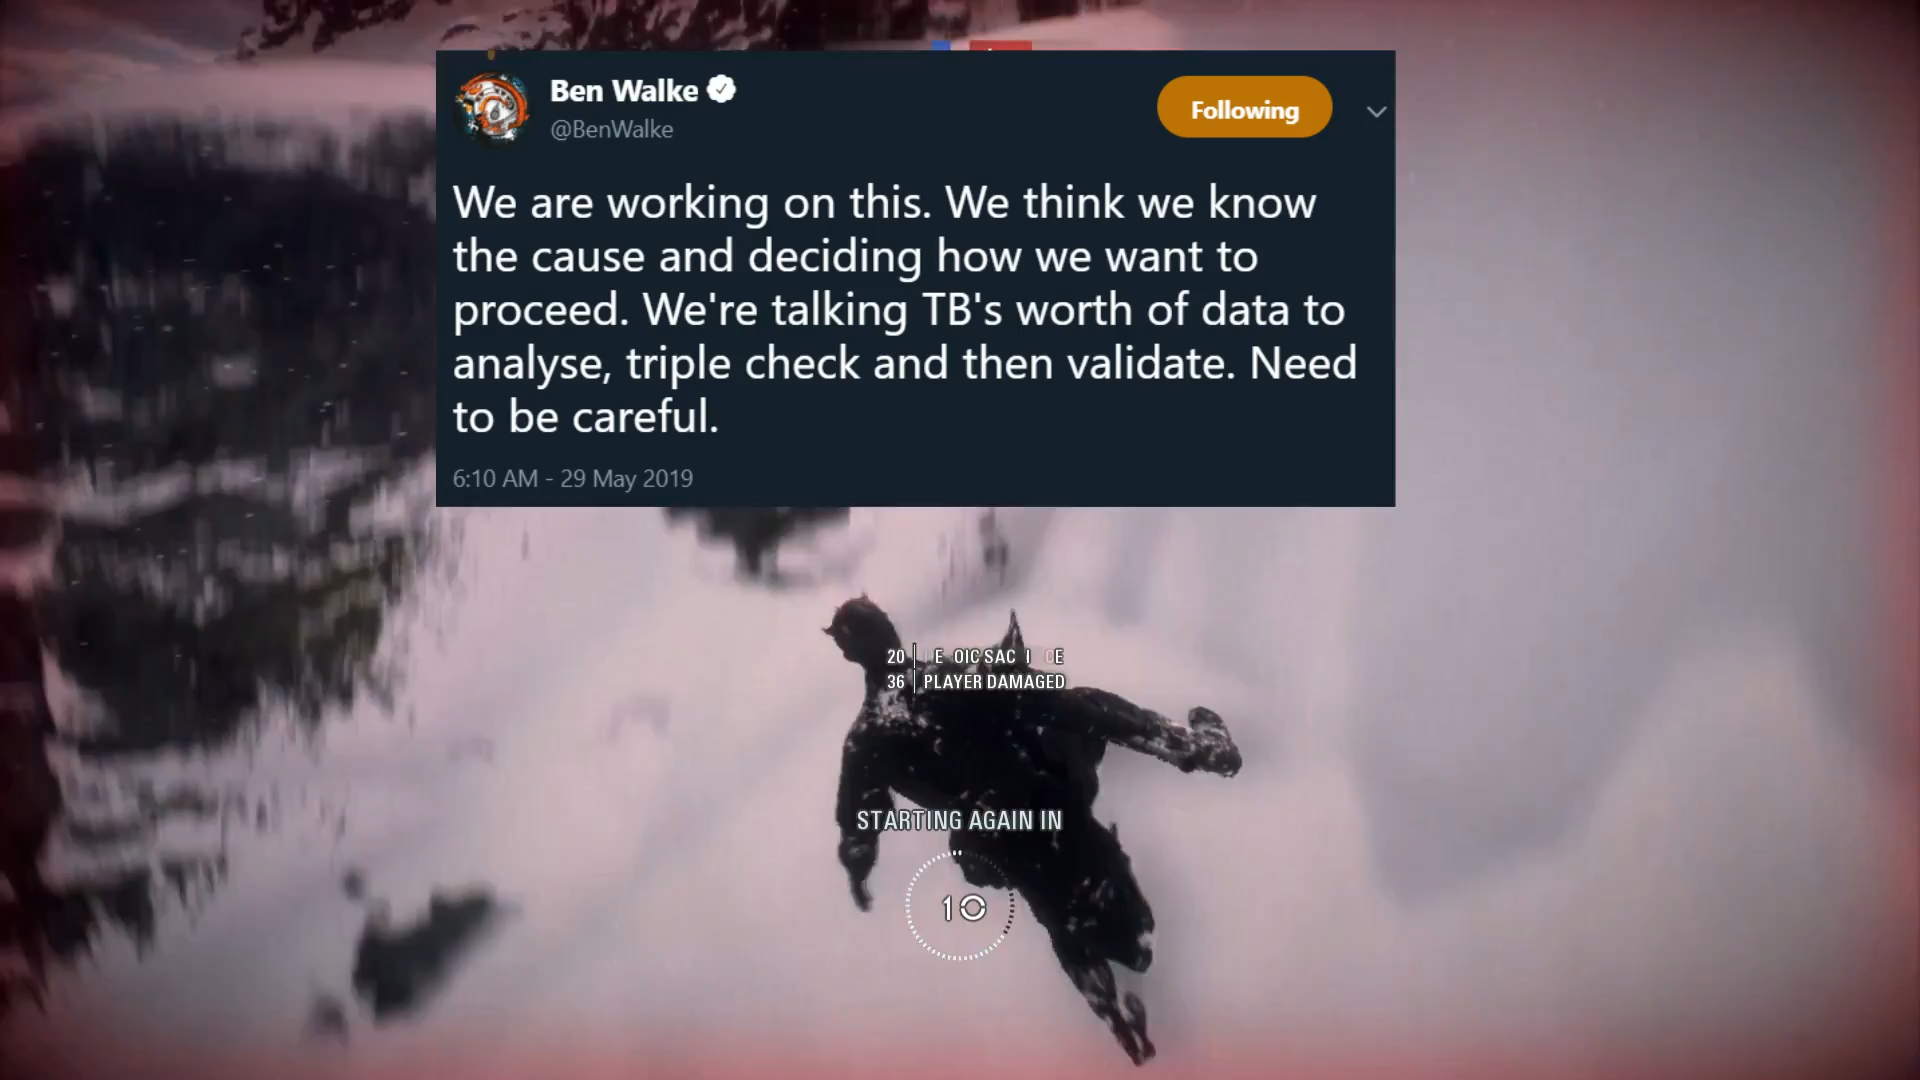 Ben Walke
@BenWalke
Following
We are working on this. We think we know
the cause and deciding how we want to
proceed. We're talking TB's worth of data to
analyse, triple check and then validate. Need
to be careful.
6:10 AM - 29 May 2019
20
36 PLAYER DAMAGED
STARTING AGAIN IN
10